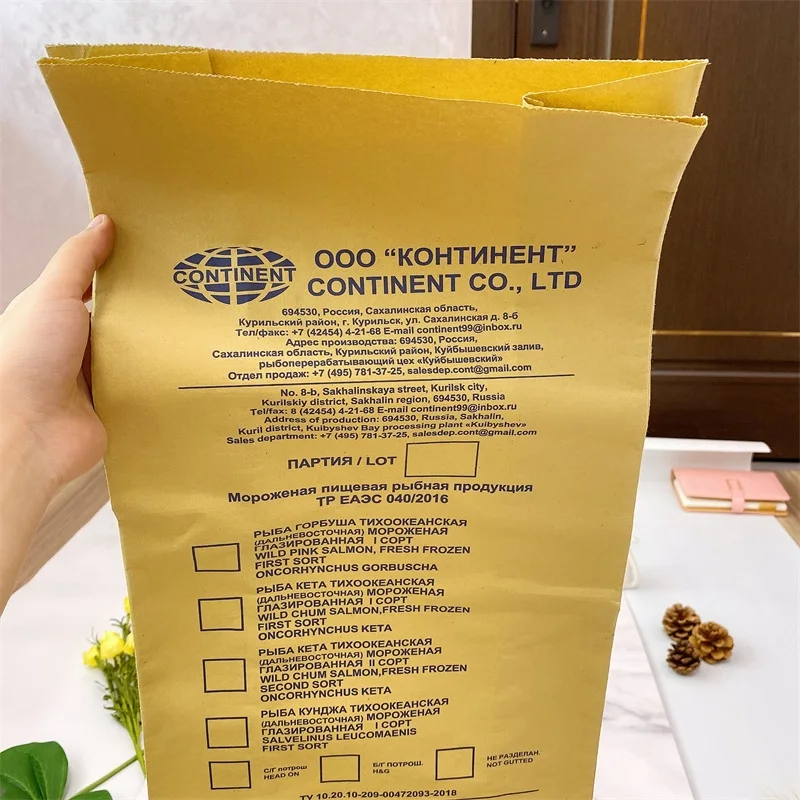 CONTINENT
ООО “КОНТИНЕНТ”
CONTINENT CO., LTD
694530, Россия, Сахалинская область,
Курильский район, г. Курильск, ул. Сахалинская д. 8-б
Тел/факс: +7 (42454) 4-21-68 E-mail continent99@inbox.ru
Адрес производства: 694530, Россия,
Сахалинская область, Курильский район, Куйбышевский залив,
рыбоперерабатывающий цех «Куйбышевский»
Отдел продаж: +7 (495) 781-37-25, salesdep.cont@gmail.com
No. 8-b, Sakhalinskaya street, Kurilsk city,
Kurilskiy district, Sakhalin region, 694530, Russia
Tel/fax: 8 (42454) 4-21-68 E-mail continent99@inbox.ru
Address of production: 694530, Russia, Sakhalin,
Kuril district, Kuibyshev Bay processing plant «Kuibyshev»
Sales department: +7 (495) 781-37-25, salesdep.cont@gmail.com
ПАРТИЯ / LOT
Мороженая пищевая рыбная продукция
ТР ЕАЭС 040/2016
РЫБА ГОРБУША ТИХООКЕАНСКАЯ
(ДАЛЬНЕВОСТОЧНАЯ) МОРОЖЕНАЯ
ГЛАЗИРОВАННАЯ I СОРТ
WILD PINK SALMON, FRESH FROZEN
FIRST SORT
ONCORHYNCHUS GORBUSCHA
РЫБА КЕТА ТИХООКЕАНСКАЯ
(ДАЛЬНЕВОСТОЧНАЯ) МОРОЖЕНАЯ
ГЛАЗИРОВАННАЯ I СОРТ
WILD CHUM SALMON,FRESH FROZEN
FIRST SORT
ONCORHYNCHUS KETA
РЫБА КЕТА ТИХООКЕАНСКАЯ
(ДАЛЬНЕВОСТОЧНАЯ) МОРОЖЕНАЯ
ГЛАЗИРОВАННАЯ II СОРТ
WILD CHUM SALMON,FRESH FROZEN
SECOND SORT
ONCORHYNCHUS KETA
РЫБА КУНДЖА ТИХООКЕАНСКАЯ
(ДАЛЬНЕВОСТОЧНАЯ) МОРОЖЕНАЯ
ГЛАЗИРОВАННАЯ I СОРТ
SALVELINUS LEUCOMAENIS
FIRST SORT
С/Г потрош
HEAD ON
Б/Г ПОТРОШ.
H&G
НЕ РАЗДЕЛАН.
NOT GUTTED
ТУ 10.20.10-209-00472093-2018